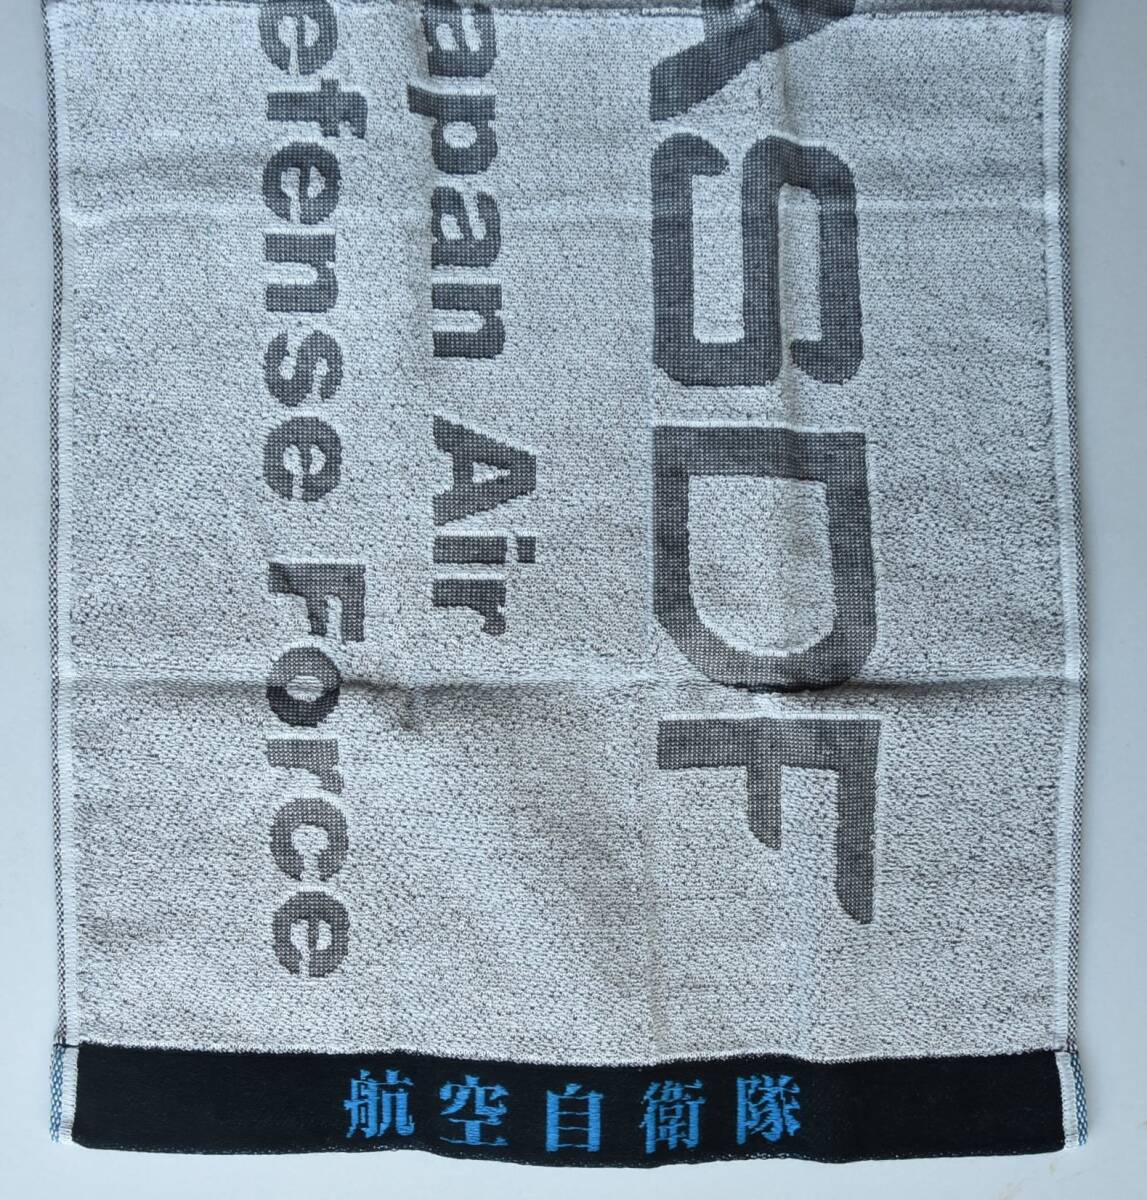 ASDF
apan Air
efense Force
航空自衛隊